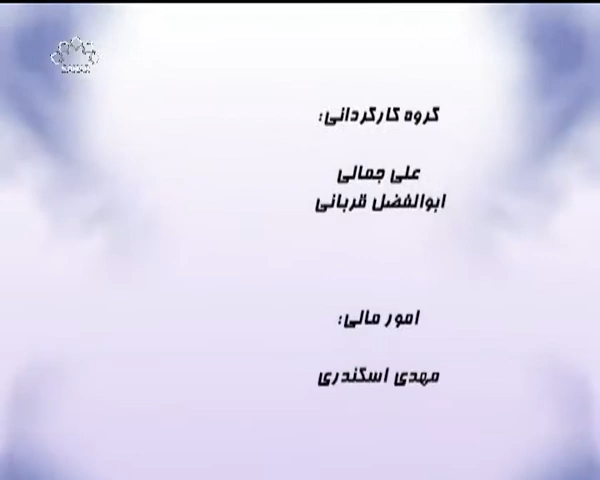 گروه کارگردانی:
علی جمالی
ابوالفضل قربانی
امور مالی:
مهدی اسکندری